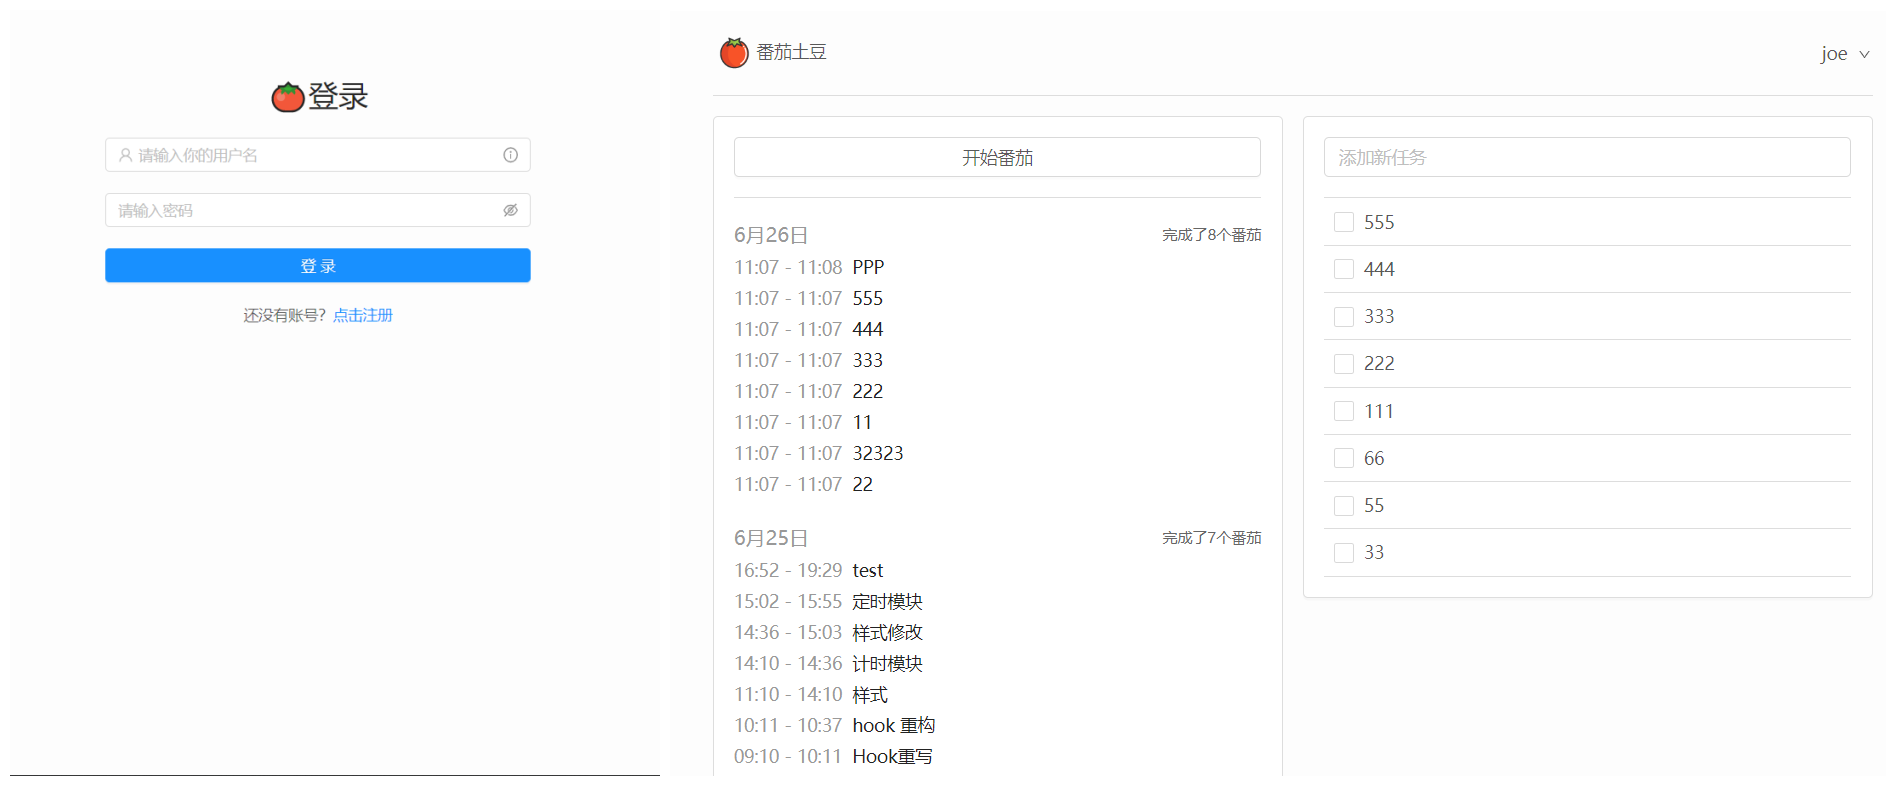 登录
请输入你的用户名
请输入密码
登 录
还没有账号？点击注册
番茄土豆
joe
开始番茄
6月26日 完成了8个番茄
11:07 - 11:08 PPP
11:07 - 11:07 555
11:07 - 11:07 444
11:07 - 11:07 333
11:07 - 11:07 222
11:07 - 11:07 11
11:07 - 11:07 32323
11:07 - 11:07 22
6月25日 完成了7个番茄
16:52 - 19:29 test
15:02 - 15:55 定时模块
14:36 - 15:03 样式修改
14:10 - 14:36 计时模块
11:10 - 14:10 样式
10:11 - 10:37 hook 重构
09:10 - 10:11 Hook重写
添加新任务
555
444
333
222
111
66
55
33